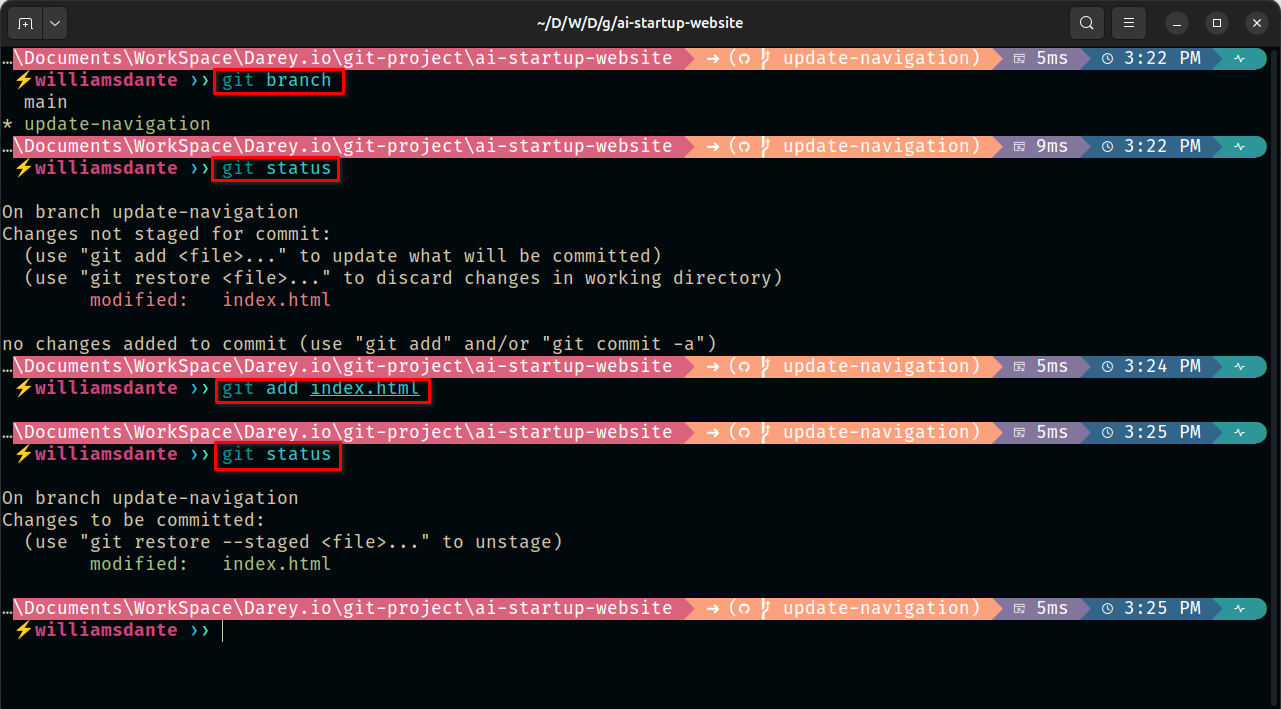 ~/D/W/D/g/ai-startup-website
…\Documents\WorkSpace\Darey.io\git-project\ai-startup-website ➜ ( update-navigation) 5ms 3:22 PM
⚡williamsdante ❯❯ git branch
main
* update-navigation
…\Documents\WorkSpace\Darey.io\git-project\ai-startup-website ➜ ( update-navigation) 9ms 3:22 PM
⚡williamsdante ❯❯ git status
On branch update-navigation
Changes not staged for commit:
(use "git add <file>..." to update what will be committed)
(use "git restore <file>..." to discard changes in working directory)
modified:   index.html
no changes added to commit (use "git add" and/or "git commit -a")
…\Documents\WorkSpace\Darey.io\git-project\ai-startup-website ➜ ( update-navigation) 5ms 3:24 PM
⚡williamsdante ❯❯ git add index.html
…\Documents\WorkSpace\Darey.io\git-project\ai-startup-website ➜ ( update-navigation) 5ms 3:25 PM
⚡williamsdante ❯❯ git status
On branch update-navigation
Changes to be committed:
(use "git restore --staged <file>..." to unstage)
modified:   index.html
…\Documents\WorkSpace\Darey.io\git-project\ai-startup-website ➜ ( update-navigation) 5ms 3:25 PM
⚡williamsdante ❯❯